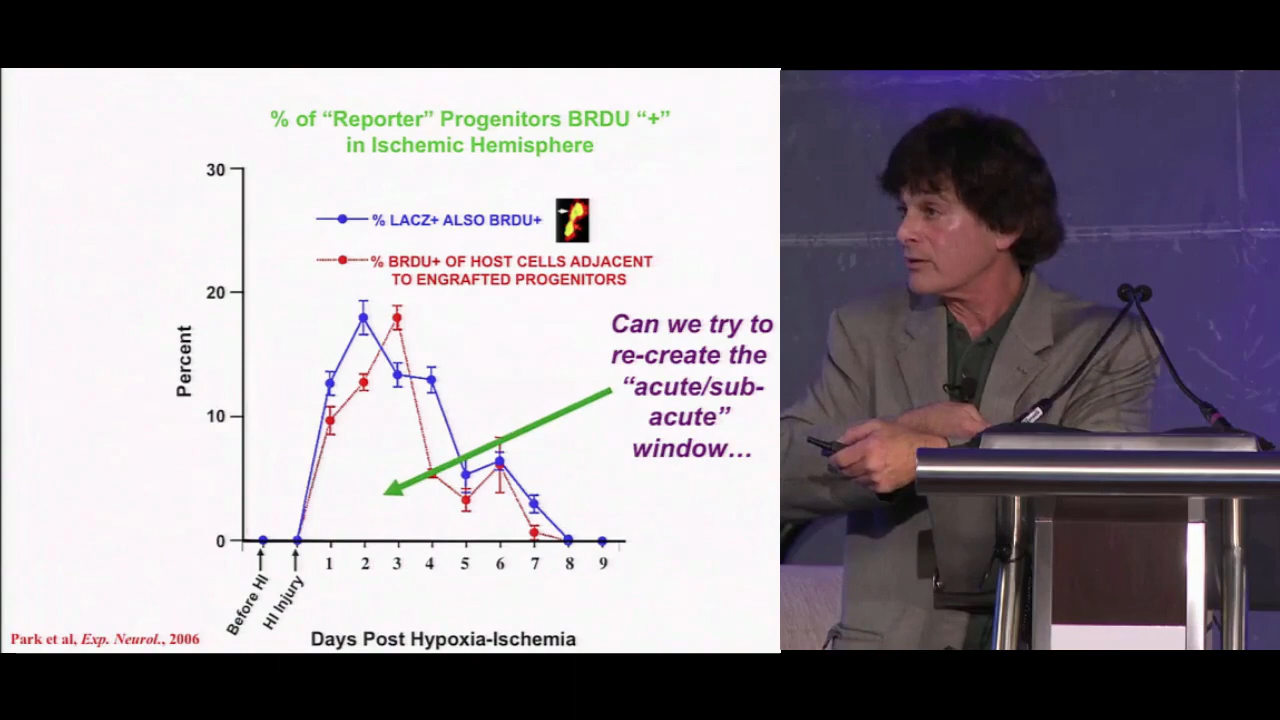 % of “Reporter” Progenitors BRDU “+”
in Ischemic Hemisphere
30
% LACZ+ ALSO BRDU+
% BRDU+ OF HOST CELLS ADJACENT
TO ENGRAFTED PROGENITORS
20
Can we try to
re-create the
“acute/sub-
acute”
window…
Percent
10
0
1 2 3 4 5 6 7 8 9
Before HI
HI Injury
Days Post Hypoxia-Ischemia
Park et al, Exp. Neurol., 2006